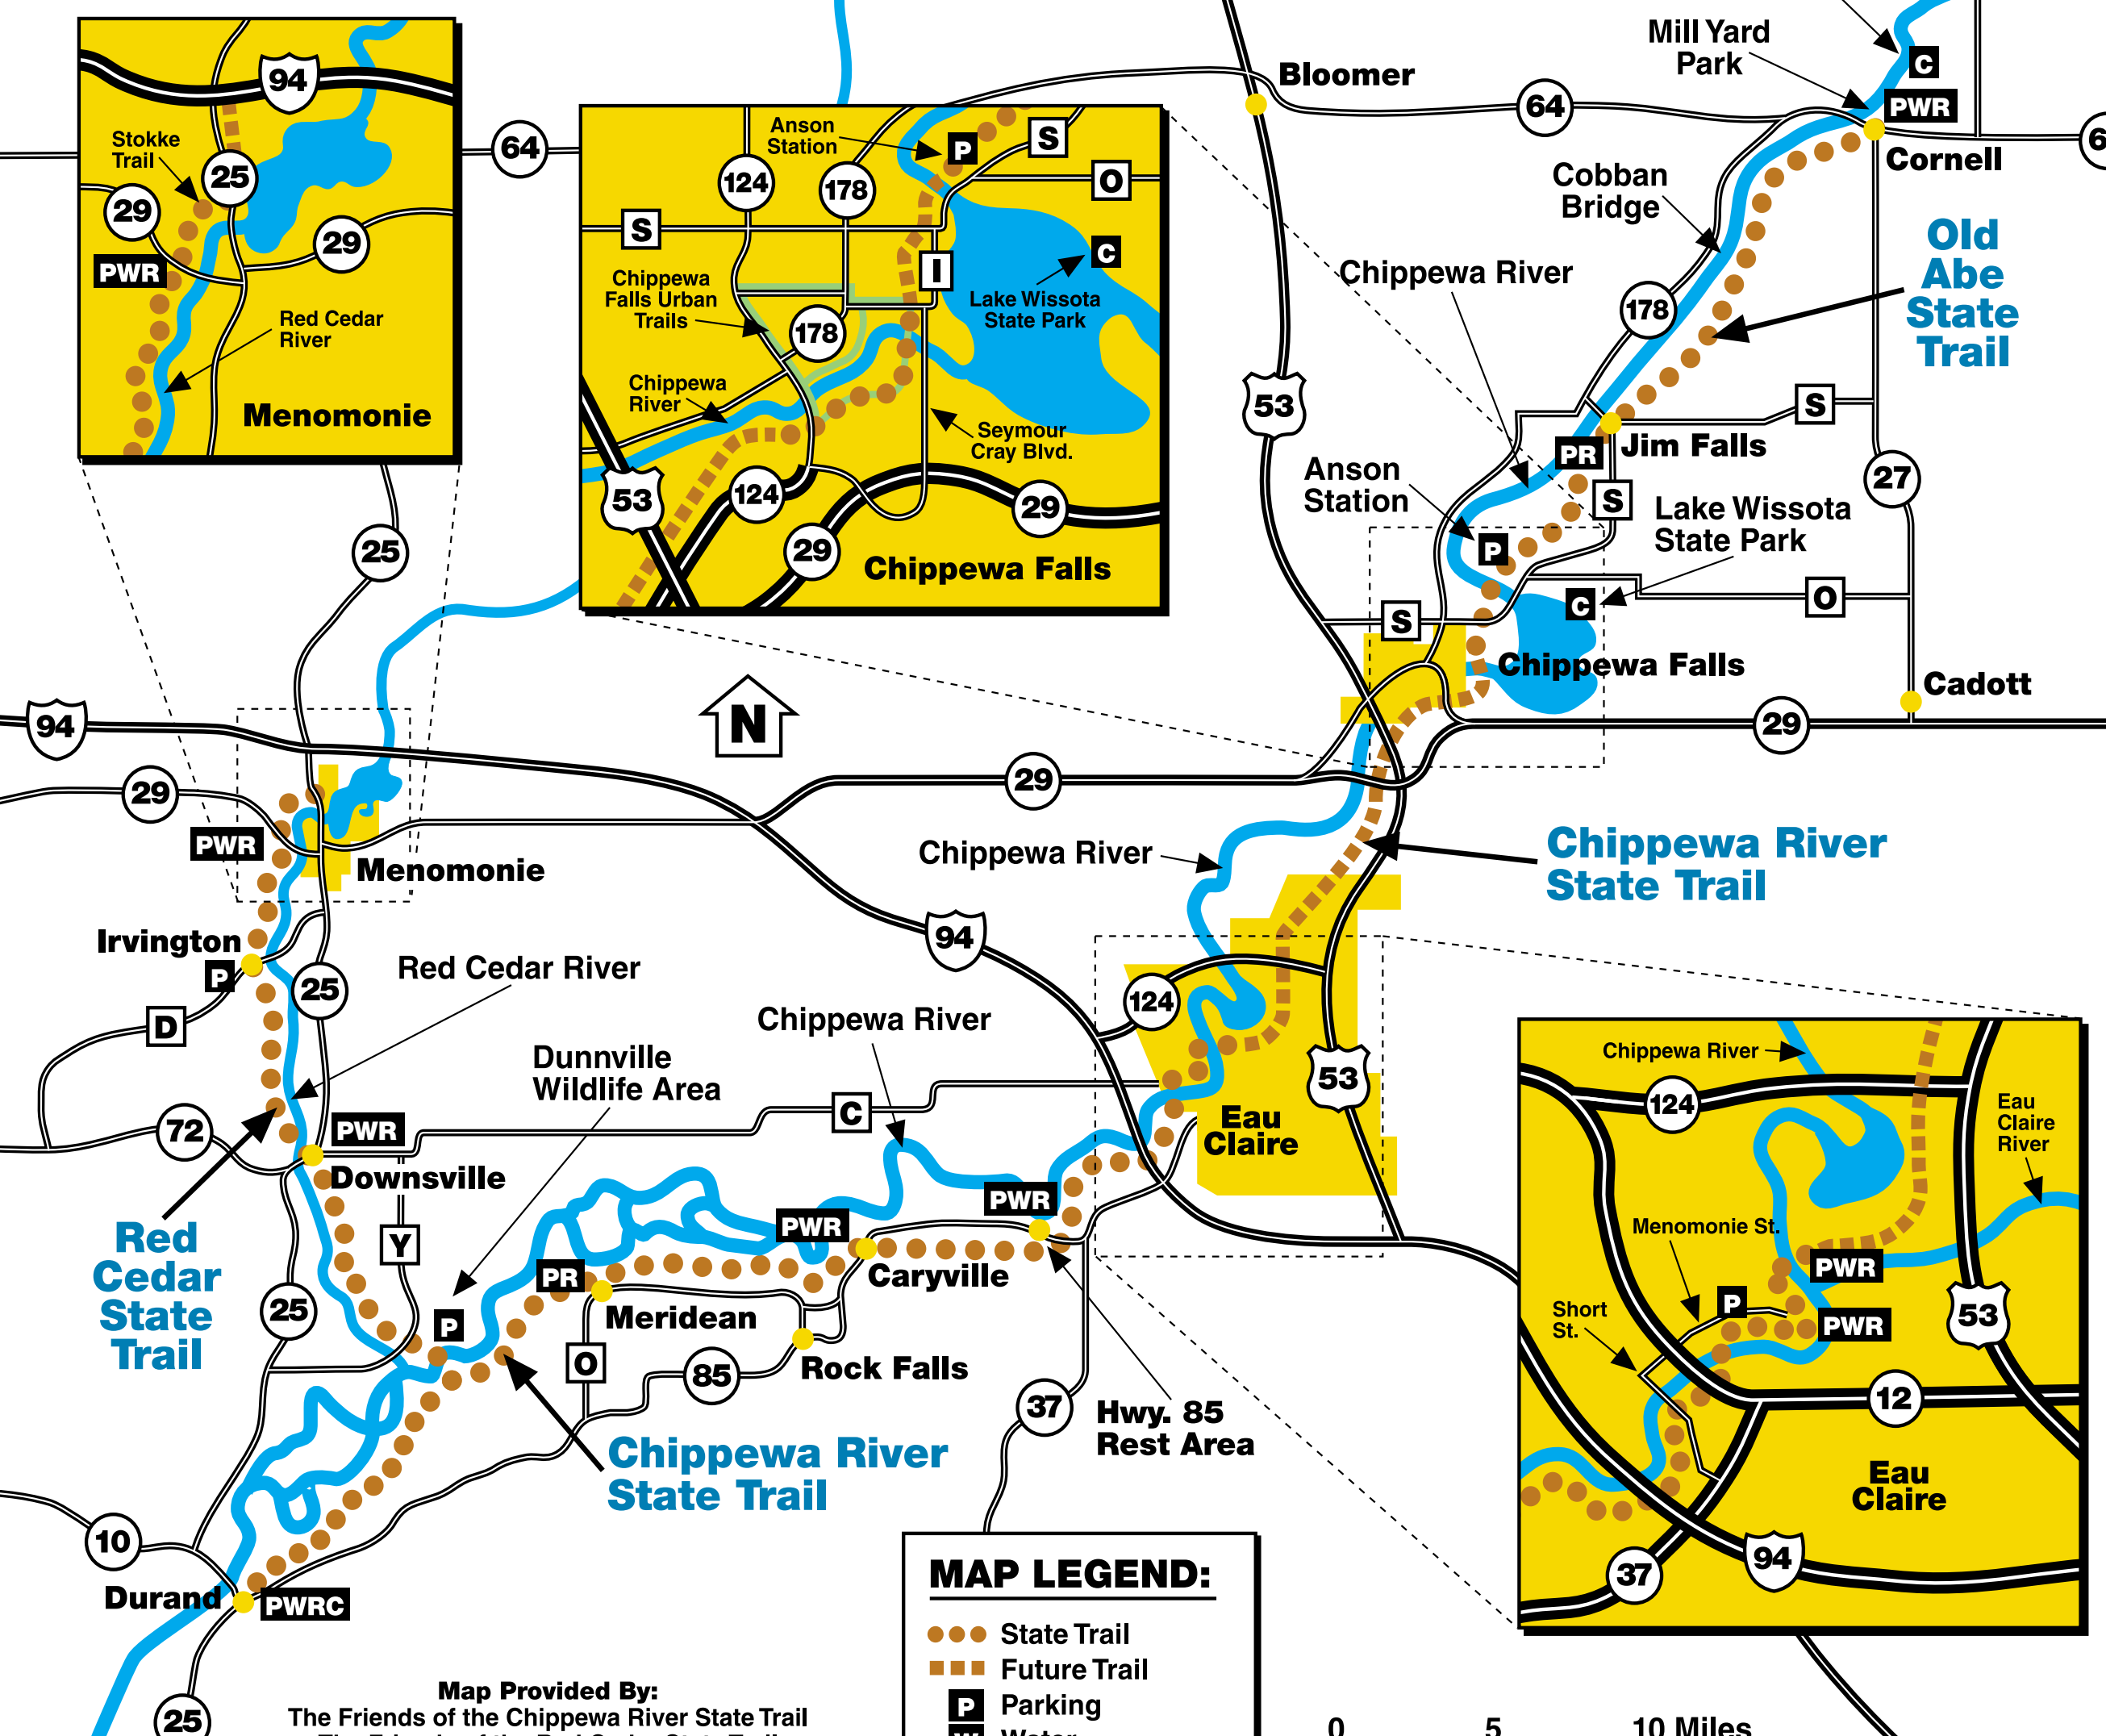 94
Stokke
Trail
25
29
29
PWR
Red Cedar
River
Menomonie
64
Anson
Station
P
S
124
178
O
S
I
C
Chippewa
Falls Urban
Trails
Lake Wissota
State Park
178
Chippewa
River
Seymour
Cray Blvd.
53
124
29
29
Chippewa Falls
Bloomer
64
Mill Yard
Park
C
PWR
Cornell
Cobban
Bridge
Old
Abe
State
Trail
Chippewa River
178
53
S
Jim Falls
PR
27
Anson
Station
S
Lake Wissota
State Park
P
C
O
S
Chippewa Falls
Cadott
29
25
94
N
29
29
PWR
Menomonie
Chippewa River
Chippewa River
State Trail
Irvington
P
94
Red Cedar River
25
D
124
Chippewa River
Dunnville
Wildlife Area
53
C
72
PWR
Downsville
Eau
Claire
Y
PWR
PWR
Red
Cedar
State
Trail
PR
Caryville
25
P
Meridean
O
85
Rock Falls
37
Hwy. 85
Rest Area
Chippewa River
State Trail
10
Durand
PWRC
25
Chippewa River
124
Eau
Claire
River
Menomonie St.
PWR
P
Short
St.
PWR
53
12
Eau
Claire
94
37
MAP LEGEND:
State Trail
Future Trail
P Parking
Water
Map Provided By:
The Friends of the Chippewa River State Trail
0 5 10 Miles